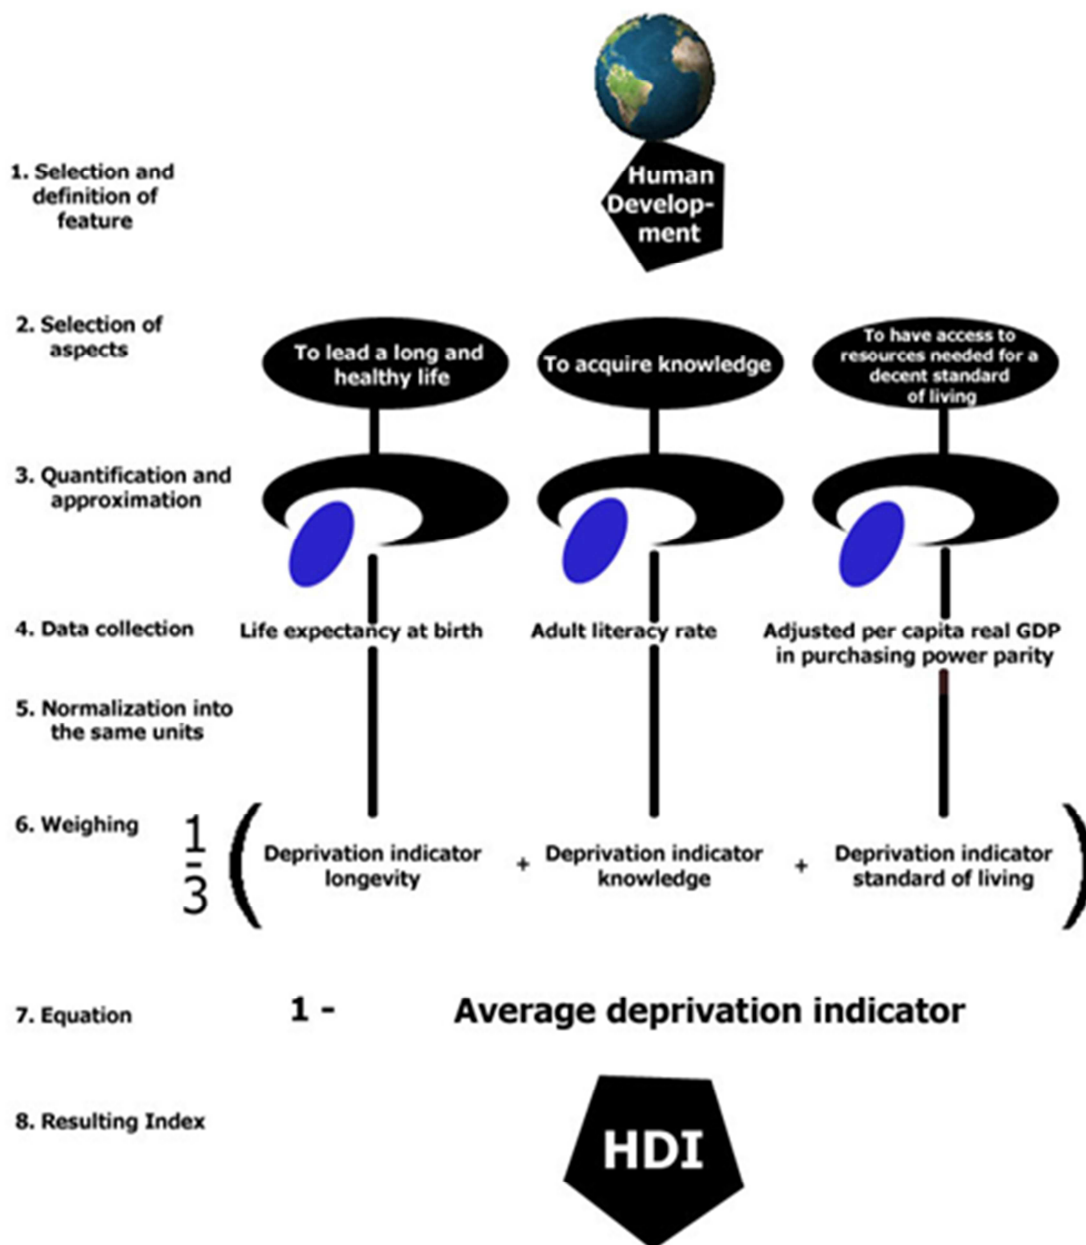 1. Selection and
definition of
feature
Human
Develop-
ment
2. Selection of
aspects
To lead a long and
healthy life
To acquire knowledge
To have access to
resources needed for a
decent standard
of living
3. Quantification and
approximation
4. Data collection
Life expectancy at birth
Adult literacy rate
Adjusted per capita real GDP
in purchasing power parity
5. Normalization into
the same units
6. Weighing
1
-
3
(
Deprivation indicator
longevity
+
Deprivation indicator
knowledge
+
Deprivation indicator
standard of living
)
7. Equation
1 -
Average deprivation indicator
8. Resulting Index
HDI